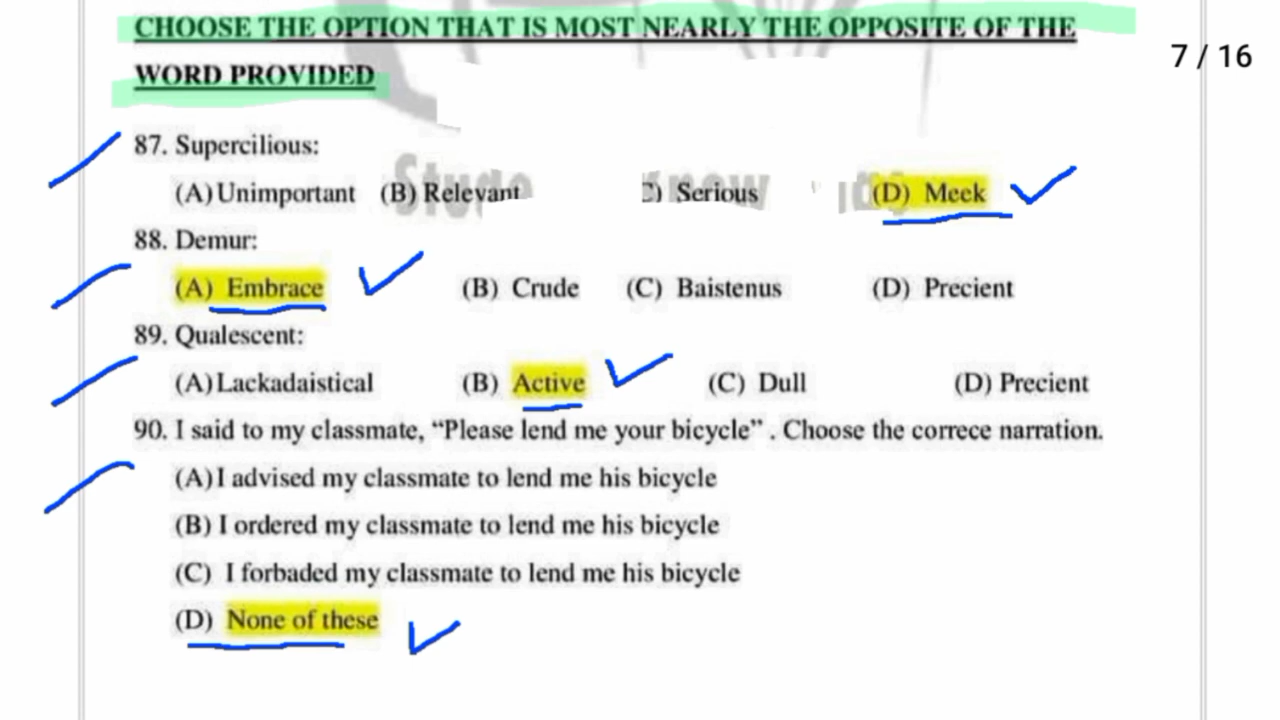 CHOOSE THE OPTION THAT IS MOST NEARLY THE OPPOSITE OF THE
WORD PROVIDED
7 / 16
87. Supercilious:
(A) Unimportant (B) Relevant C) Serious (D) Meek
88. Demur:
(A) Embrace (B) Crude (C) Baistenus (D) Precient
89. Qualescent:
(A) Lackadaistical (B) Active (C) Dull (D) Precient
90. I said to my classmate, “Please lend me your bicycle” . Choose the correce narration.
(A) I advised my classmate to lend me his bicycle
(B) I ordered my classmate to lend me his bicycle
(C) I forbaded my classmate to lend me his bicycle
(D) None of these